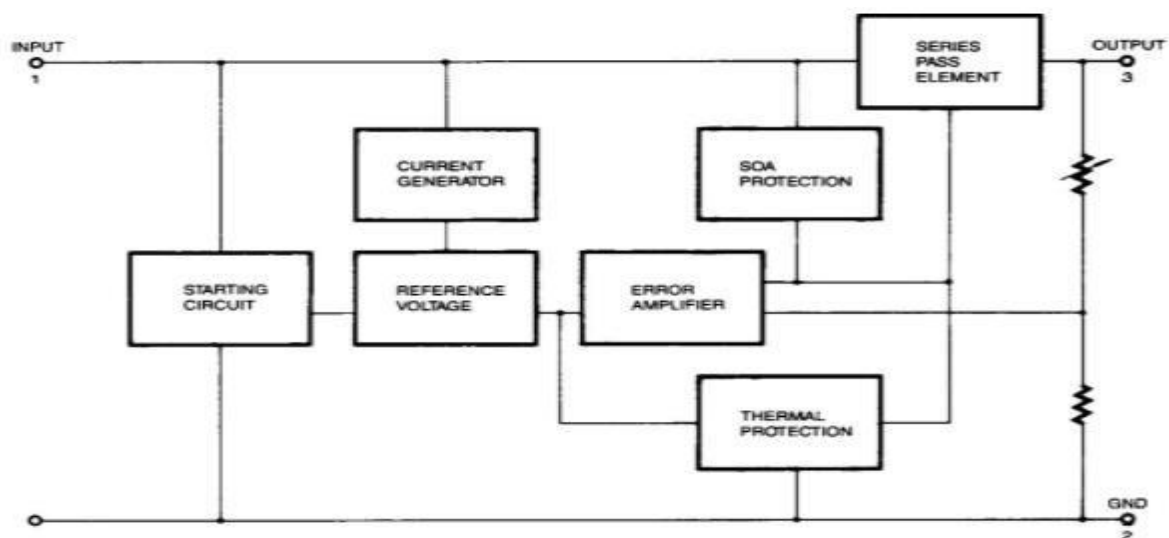 INPUT
1
SERIES
PASS
ELEMENT
OUTPUT
3
CURRENT
GENERATOR
SOA
PROTECTION
STARTING
CIRCUIT
REFERENCE
VOLTAGE
ERROR
AMPLIFIER
THERMAL
PROTECTION
GND
2